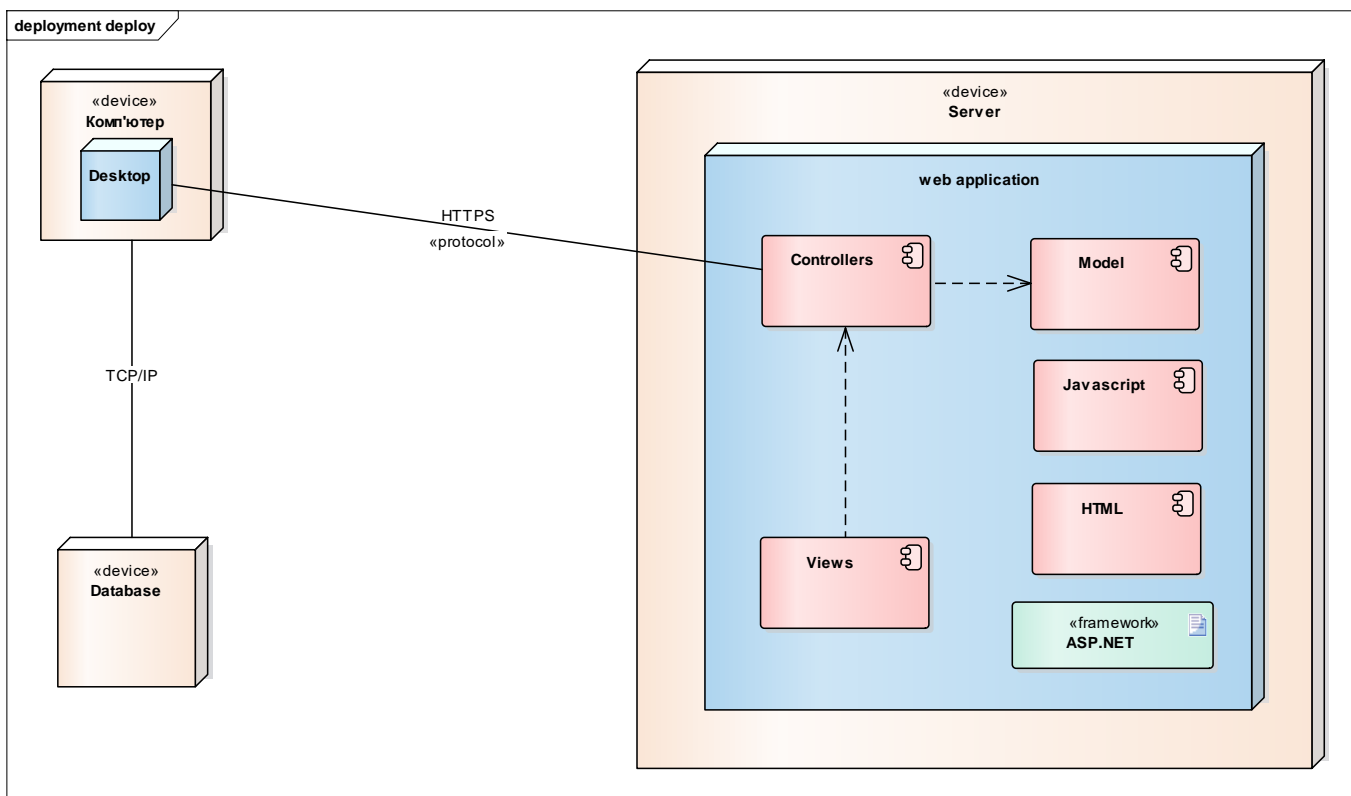 deployment deploy
«device»
Комп'ютер
Desktop
HTTPS
«protocol»
TCP/IP
«device»
Database
«device»
Server
web application
Controllers
Model
Javascript
HTML
Views
«framework»
ASP.NET